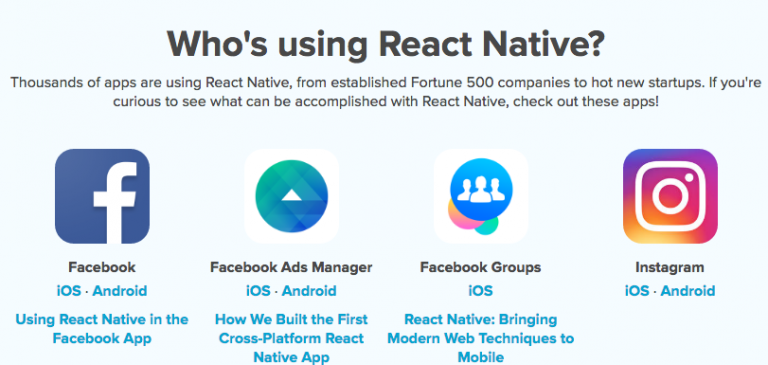 Who's using React Native?
Thousands of apps are using React Native, from established Fortune 500 companies to hot new startups. If you're
curious to see what can be accomplished with React Native, check out these apps!
Facebook
iOS · Android
Using React Native in the
Facebook App
Facebook Ads Manager
iOS · Android
How We Built the First
Cross-Platform React
Native App
Facebook Groups
iOS
React Native: Bringing
Modern Web Techniques to
Mobile
Instagram
iOS · Android